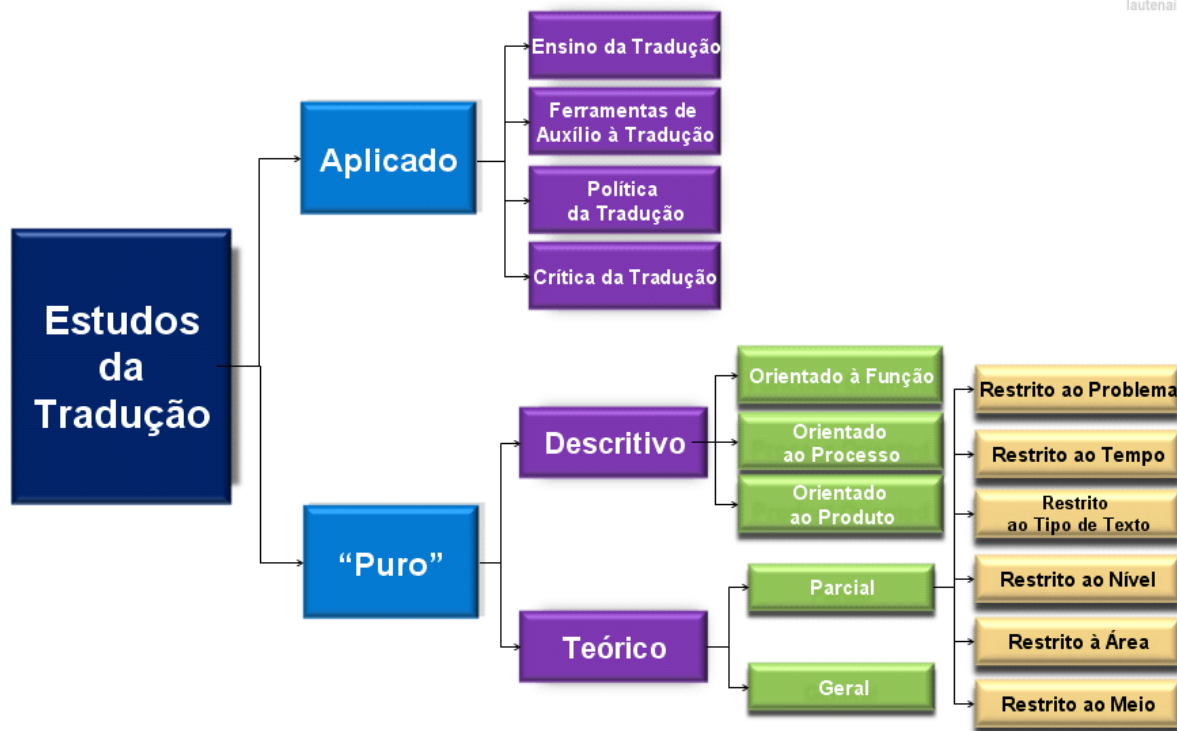 lautenai
Estudos
da
Tradução
Aplicado
Ensino da Tradução
Ferramentas de
Auxílio à Tradução
Política
da Tradução
Crítica da Tradução
“Puro”
Descritivo
Orientado à Função
Orientado
ao Processo
Orientado
ao Produto
Teórico
Parcial
Restrito ao Problema
Restrito ao Tempo
Restrito
ao Tipo de Texto
Restrito ao Nível
Restrito à Área
Restrito ao Meio
Geral